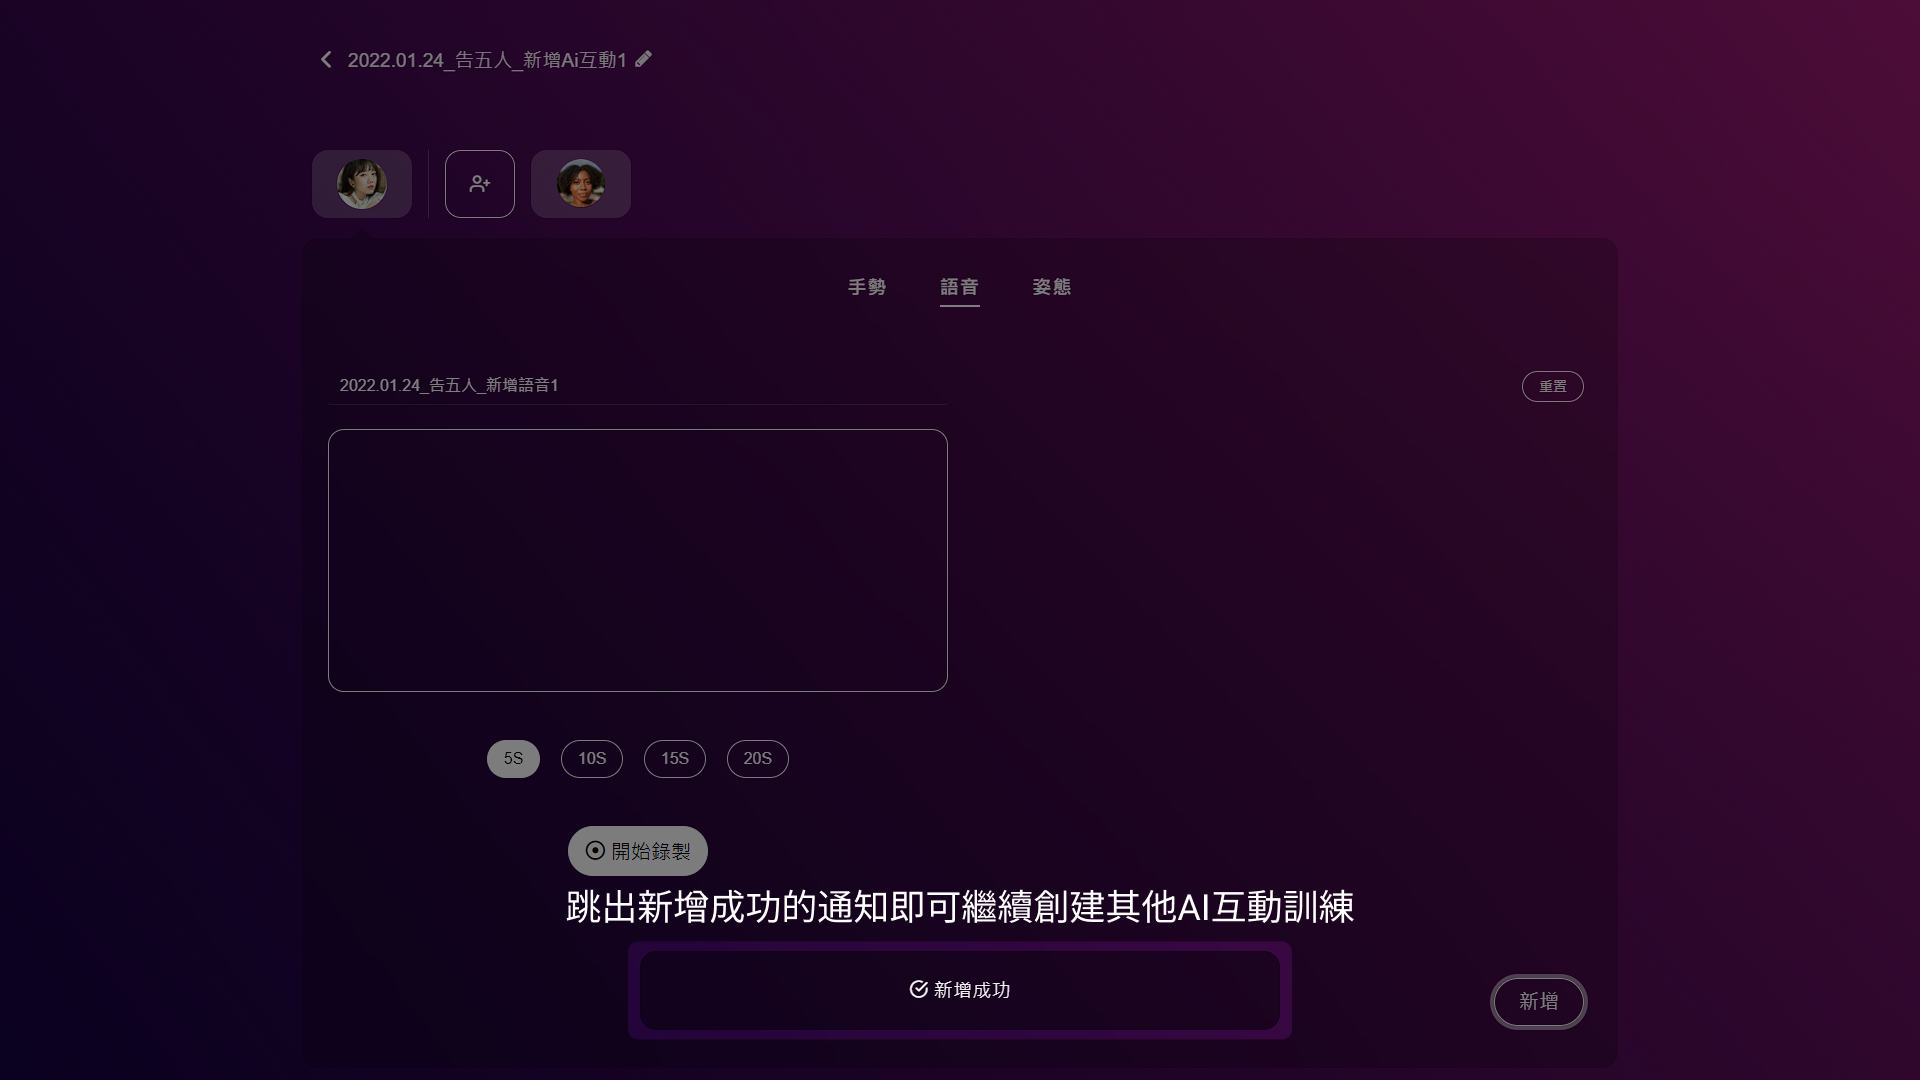 2022.01.24_告五人_新增Ai互動1
手勢 語音 姿態
2022.01.24_告五人_新增語音1
重置
5S 10S 15S 20S
開始錄製
跳出新增成功的通知即可繼續創建其他AI互動訓練
新增成功
新增